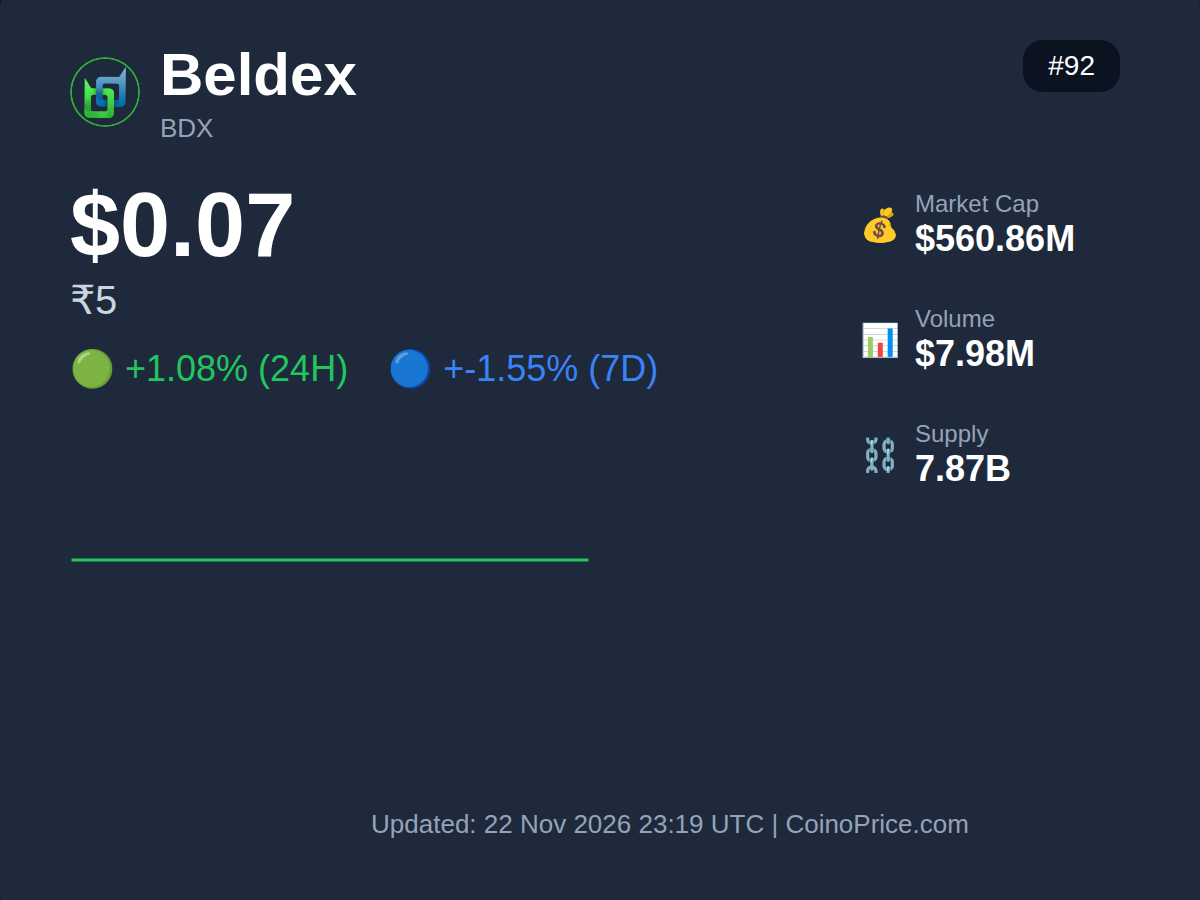 Beldex
BDX
#92
$0.07
₹5
+1.08% (24H)
+-1.55% (7D)
Market Cap
$560.86M
Volume
$7.98M
Supply
7.87B
Updated: 22 Nov 2026 23:19 UTC | CoinoPrice.com